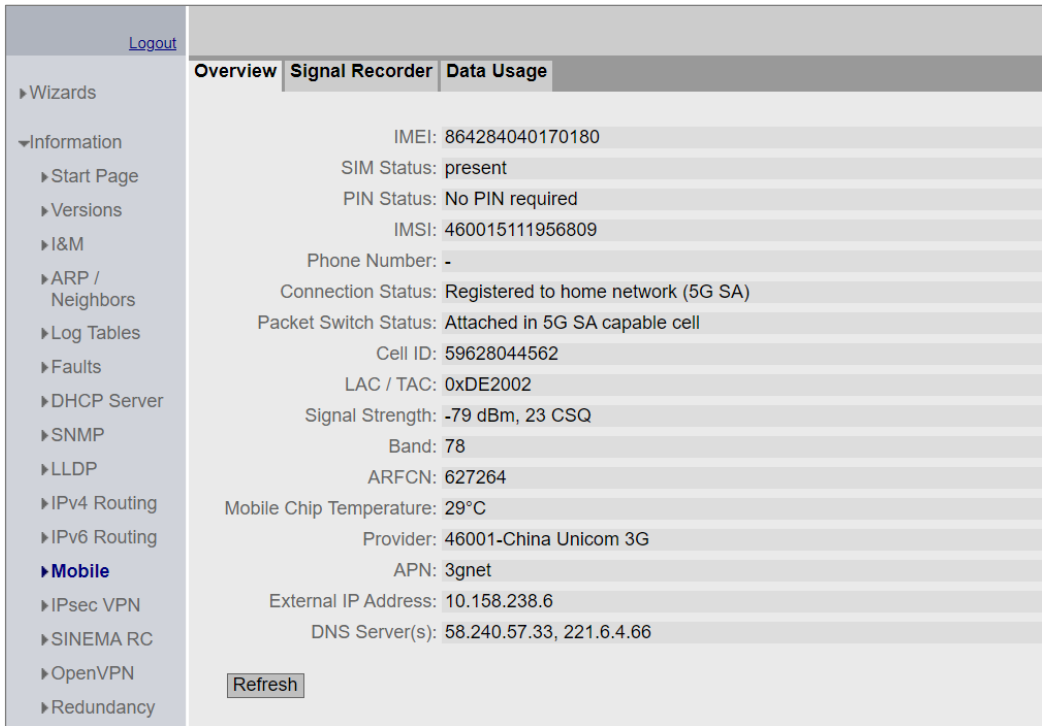 Logout
Wizards
Information
Start Page
Versions
I&M
ARP /
Neighbors
Log Tables
Faults
DHCP Server
SNMP
LLDP
IPv4 Routing
IPv6 Routing
Mobile
IPsec VPN
SINEMA RC
OpenVPN
Redundancy
Overview Signal Recorder Data Usage
IMEI: 864284040170180
SIM Status: present
PIN Status: No PIN required
IMSI: 460015111956809
Phone Number: -
Connection Status: Registered to home network (5G SA)
Packet Switch Status: Attached in 5G SA capable cell
Cell ID: 59628044562
LAC / TAC: 0xDE2002
Signal Strength: -79 dBm, 23 CSQ
Band: 78
ARFCN: 627264
Mobile Chip Temperature: 29°C
Provider: 46001-China Unicom 3G
APN: 3gnet
External IP Address: 10.158.238.6
DNS Server(s): 58.240.57.33, 221.6.4.66
Refresh